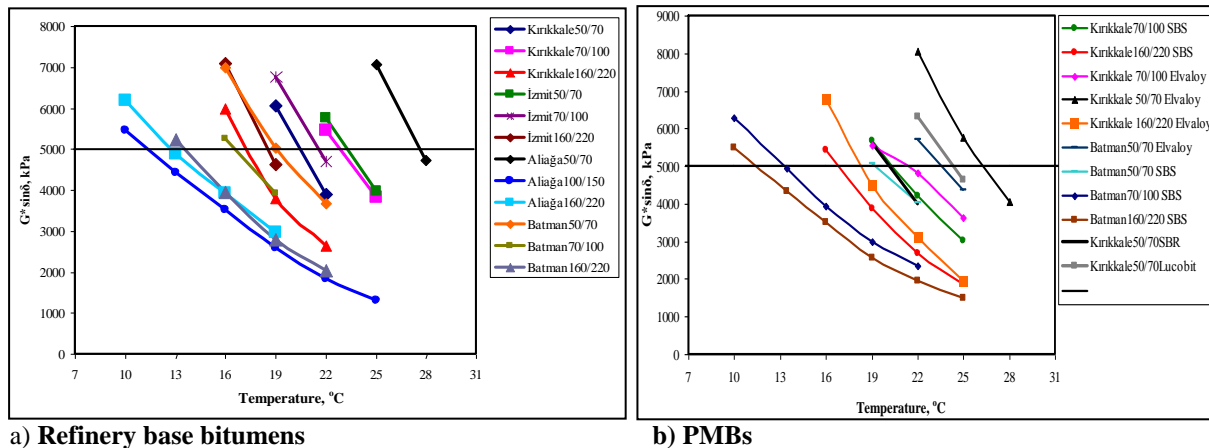 8000
7000
6000
5000
4000
3000
2000
1000
0
G*sinδ, kPa
7 10 13 16 19 22 25 28 31
Temperature, °C
Kırıkkale50/70
Kırıkkale70/100
Kırıkkale160/220
İzmit50/70
İzmit70/100
İzmit160/220
Aliağa50/70
Aliağa100/150
Aliağa160/220
Batman50/70
Batman70/100
Batman160/220
a) Refinery base bitumens
9000
8000
7000
6000
5000
4000
3000
2000
1000
0
G*sinδ, kPa
7 10 13 16 19 22 25 28 31
Temperature, °C
Kırıkkale70/100 SBS
Kırıkkale160/220 SBS
Kırıkkale 70/100 Elvaloy
Kırıkkale 50/70 Elvaloy
Kırıkkale 160/220 Elvaloy
Batman50/70 Elvaloy
Batman50/70 SBS
Batman70/100 SBS
Batman160/220 SBS
Kırıkkale50/70SBR
Kırıkkale50/70Lucobit
b) PMBs